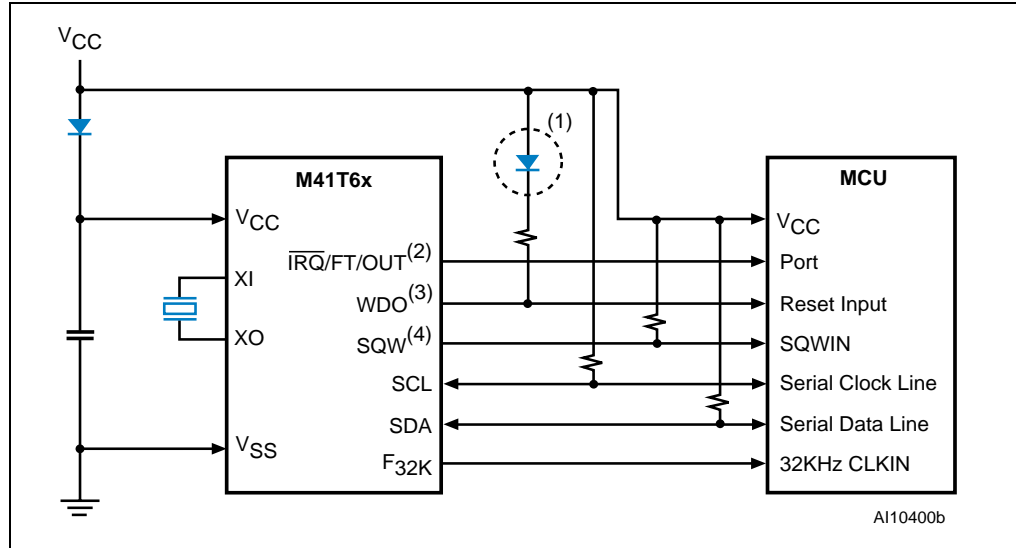 VCC
(1)
M41T6x
VCC
XI
XO
VSS
IRQ/FT/OUT(2)
WDO(3)
SQW(4)
SCL
SDA
F32K
MCU
VCC
Port
Reset Input
SQWIN
Serial Clock Line
Serial Data Line
32KHz CLKIN
AI10400b